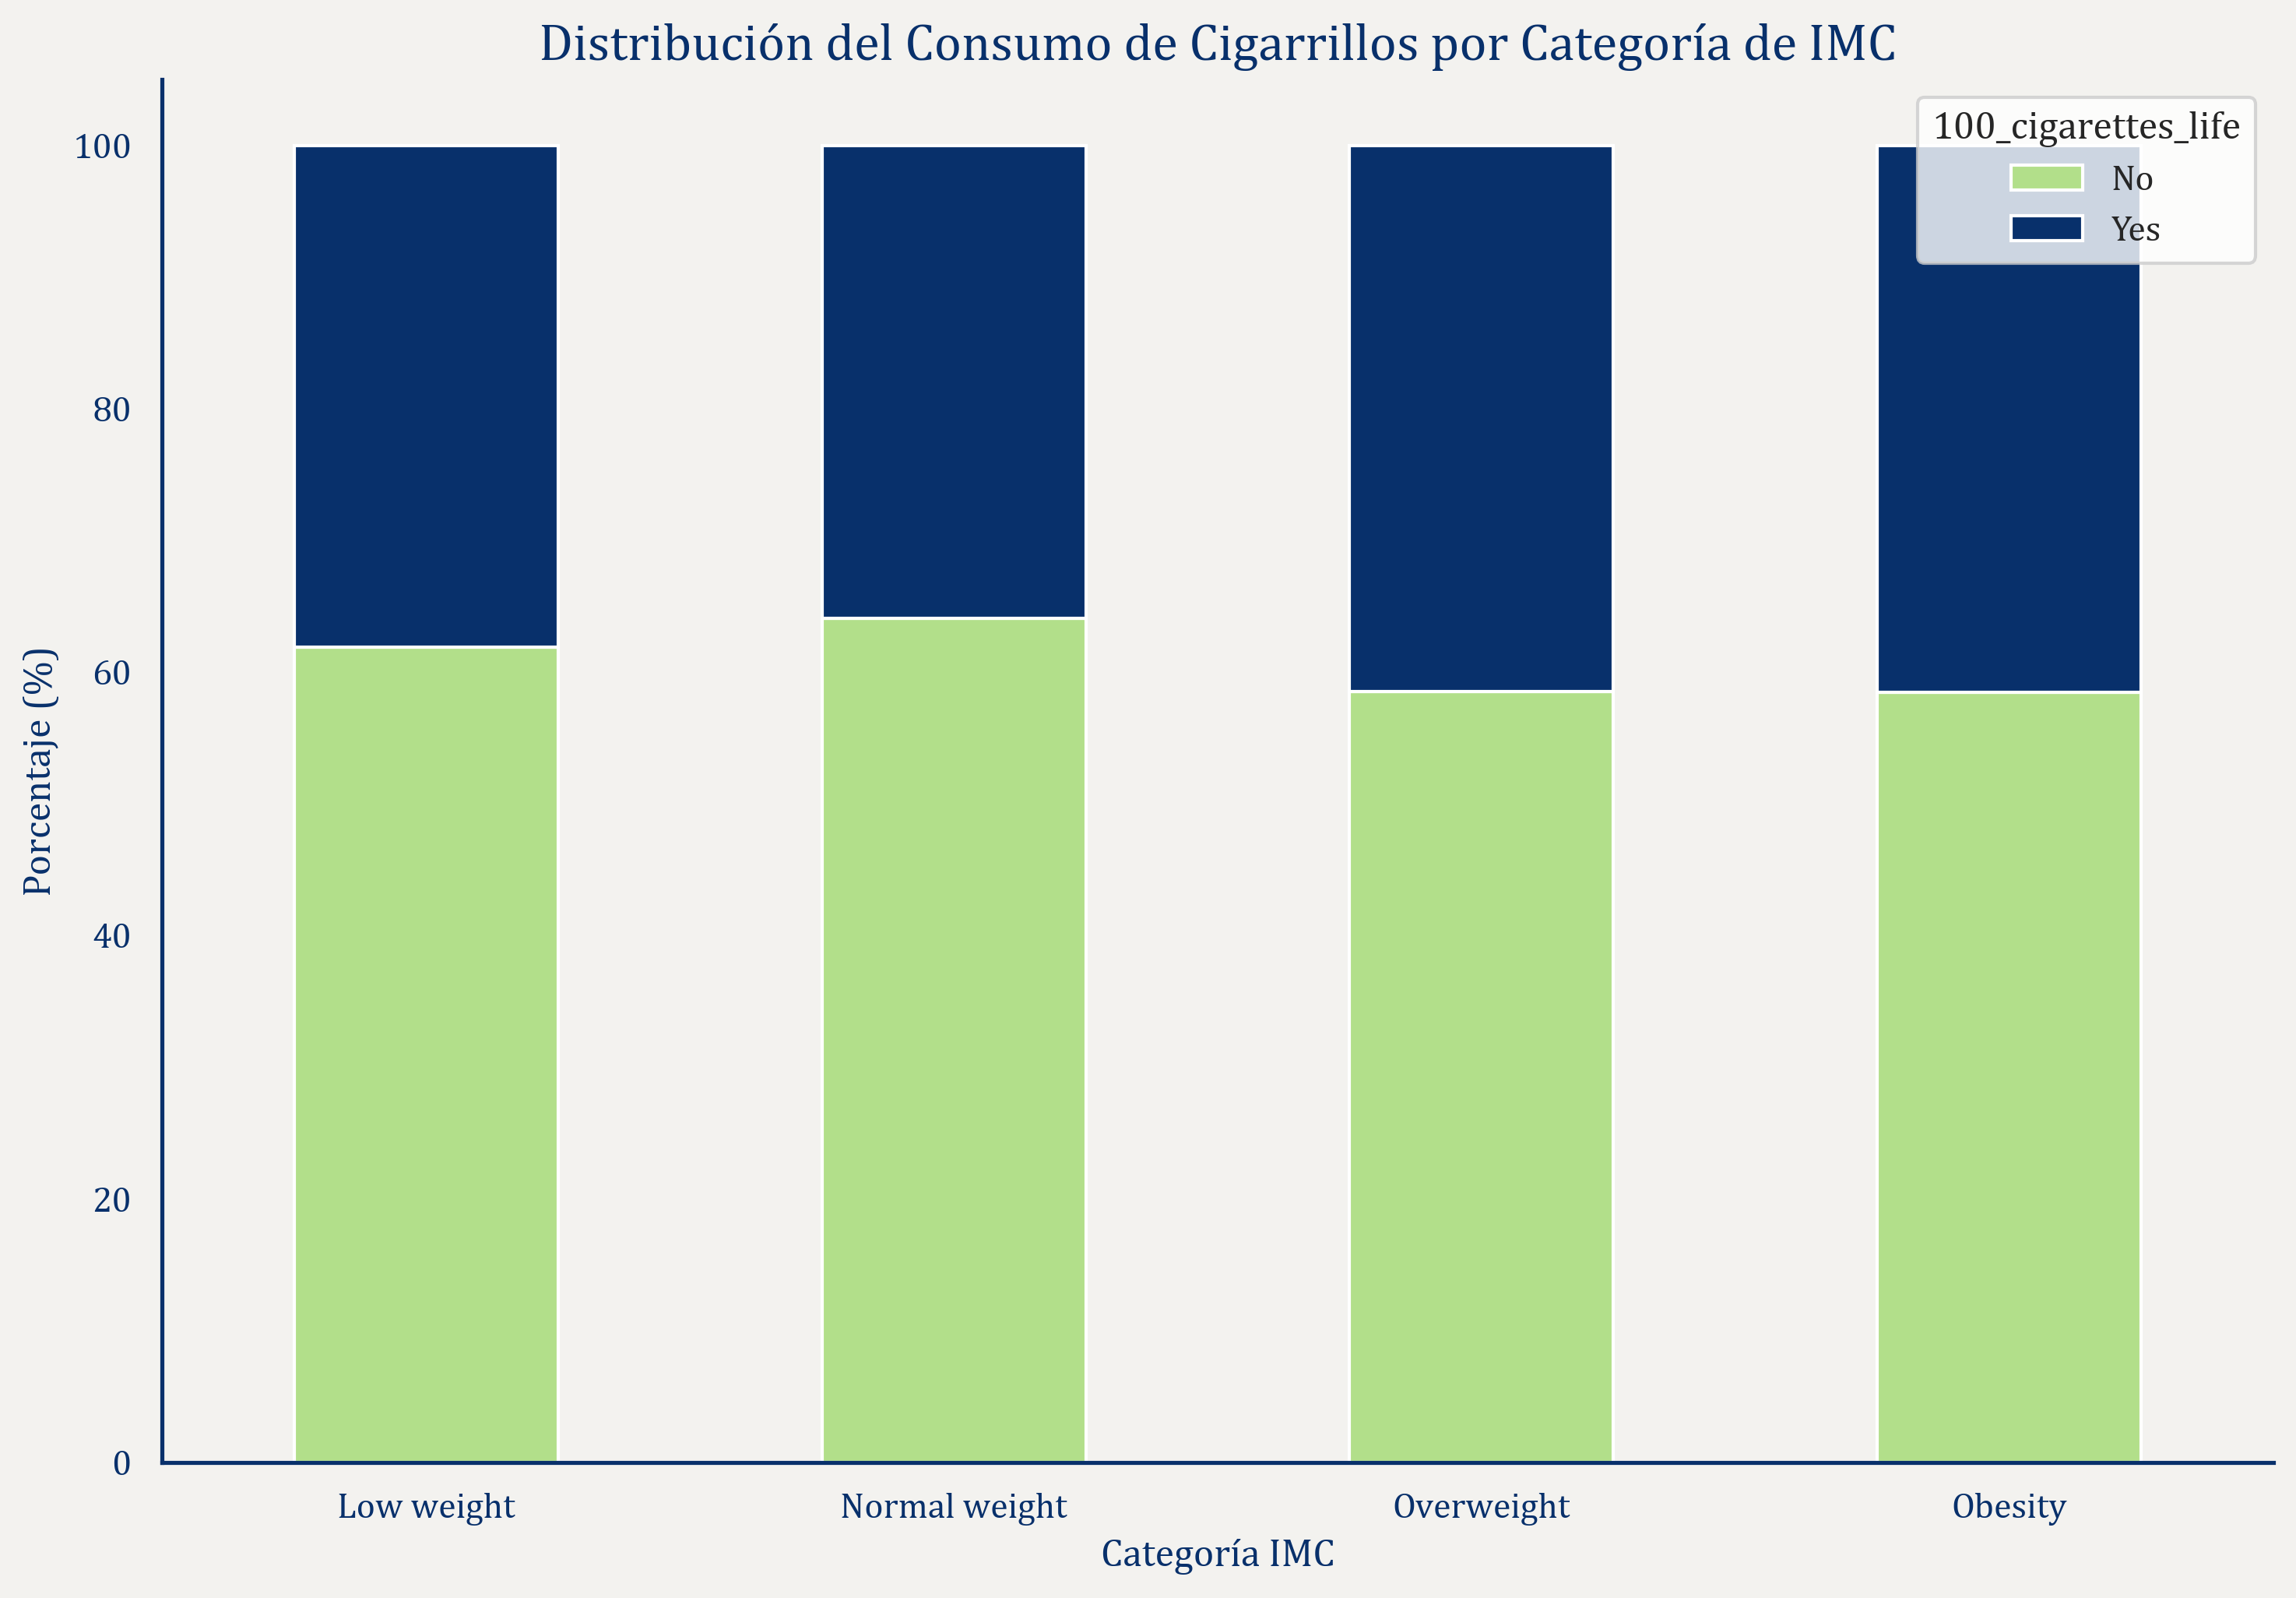 Distribución del Consumo de Cigarrillos por Categoría de IMC
100_cigarettes_life
No
Yes
Porcentaje (%)
100
80
60
40
20
0
Low weight
Normal weight
Overweight
Obesity
Categoría IMC